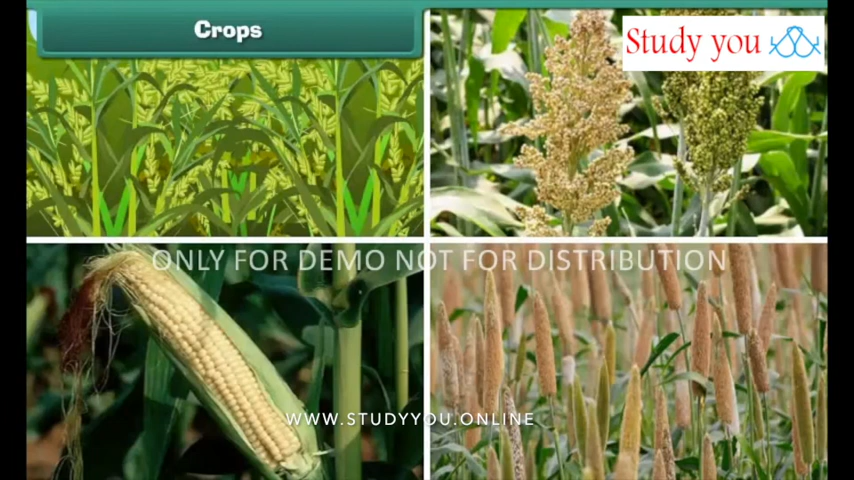 Crops
Study you
ONLY FOR DEMO NOT FOR DISTRIBUTION
WWW.STUDYYOU.ONLINE